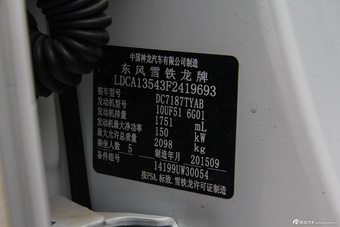 中国神龙汽车有限公司制造
东风雪铁龙牌
LDCA13543F2419693
整车型号 DC7187TYAB
发动机型号 10UF5I 6G01
发动机排量 1751 mL
发动机最大净功率 150 kW
最大允许总质量 2098 kg
乘坐人数 5 制造年月 201509
备件组号 14199UW30054
按PSA.标致.雪铁龙许可证制造